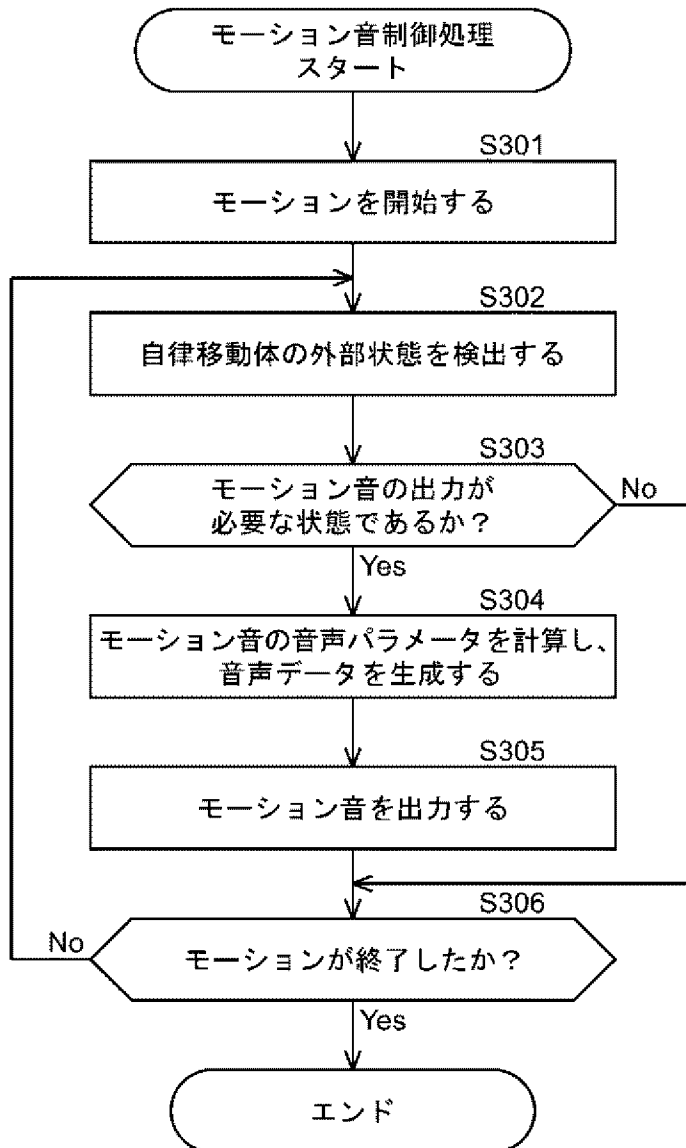 モーション音制御処理
スタート
S301
モーションを開始する
S302
自律移動体の外部状態を検出する
S303
モーション音の出力が
必要な状態であるか？
No
Yes
S304
モーション音の音声パラメータを計算し、
音声データを生成する
S305
モーション音を出力する
S306
No
モーションが終了したか？
Yes
エンド